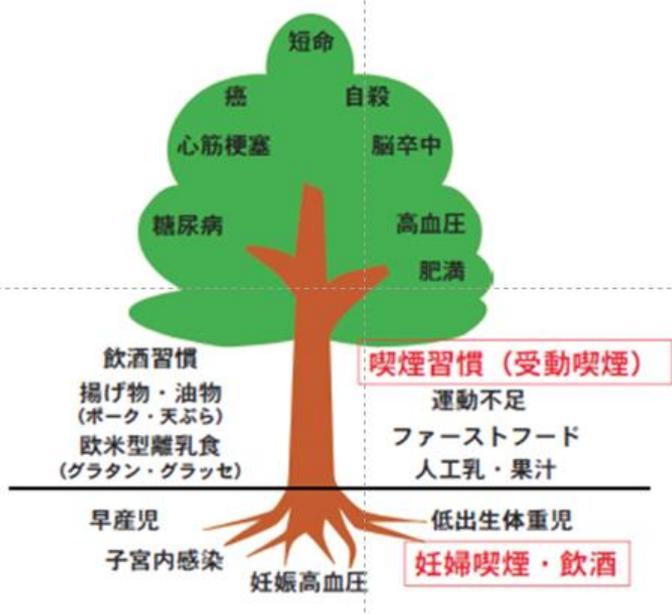 短命
癌
自殺
心筋梗塞
脳卒中
糖尿病
高血圧
肥満
飲酒習慣
喫煙習慣（受動喫煙）
揚げ物・油物
（ポーク・天ぷら）
運動不足
欧米型離乳食
（グラタン・グラッセ）
ファーストフード
人工乳・果汁
早産児
低出生体重児
子宮内感染
妊婦喫煙・飲酒
妊娠高血圧